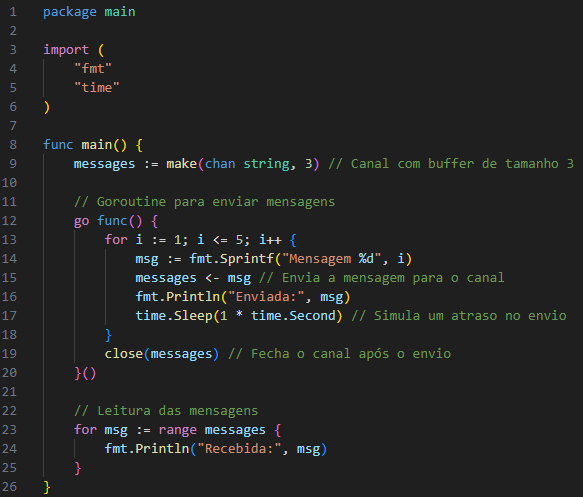 1 package main
2
3 import (
4     "fmt"
5     "time"
6 )
7
8 func main() {
9     messages := make(chan string, 3) // Canal com buffer de tamanho 3
10
11     // Goroutine para enviar mensagens
12     go func() {
13         for i := 1; i <= 5; i++ {
14             msg := fmt.Sprintf("Mensagem %d", i)
15             messages <- msg // Envia a mensagem para o canal
16             fmt.Println("Enviada:", msg)
17             time.Sleep(1 * time.Second) // Simula um atraso no envio
18         }
19         close(messages) // Fecha o canal após o envio
20     }()
21
22     // Leitura das mensagens
23     for msg := range messages {
24         fmt.Println("Recebida:", msg)
25     }
26 }